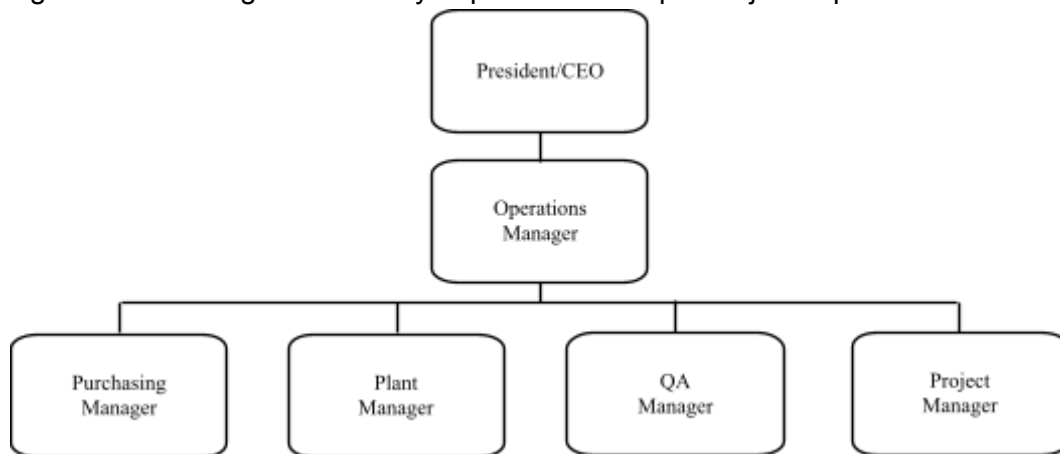 President/CEO
Operations
Manager
Purchasing
Manager
Plant
Manager
QA
Manager
Project
Manager